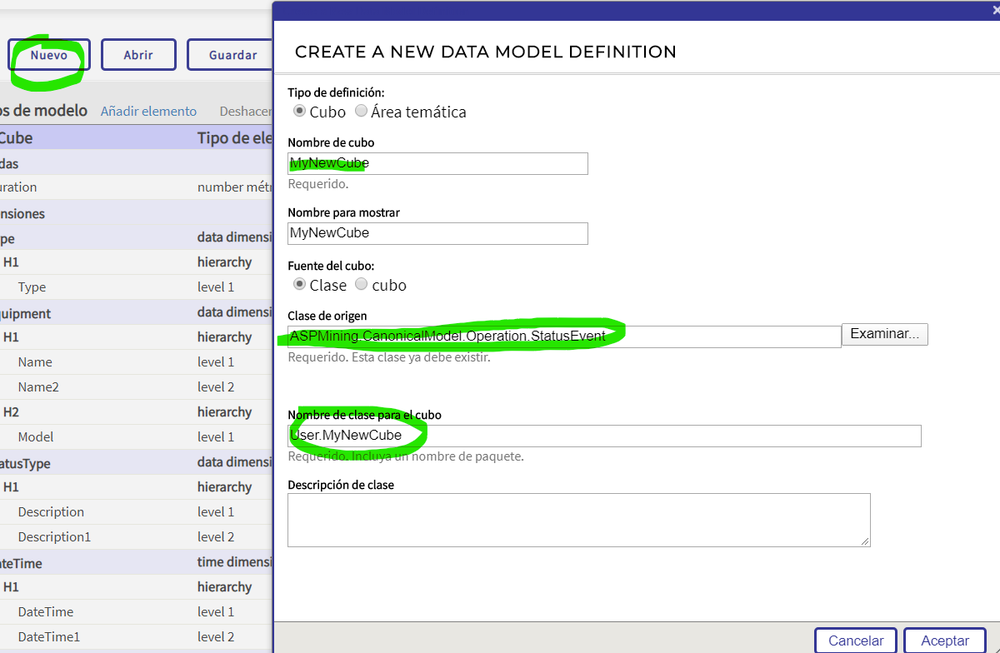 Nuevo
Abrir
Guardar
os de modelo
Añadir elemento
Deshacer
Cube
Tipo de ele
das
uration
number métr
nsiones
pe
data dimensi
H1
hierarchy
Type
level 1
quipment
data dimensi
H1
hierarchy
Name
level 1
Name2
level 2
H2
hierarchy
Model
level 1
tatusType
data dimensi
H1
hierarchy
Description
level 1
Description1
level 2
ateTime
time dimensi
H1
hierarchy
DateTime
level 1
DateTime1
level 2
CREATE A NEW DATA MODEL DEFINITION
Tipo de definición:
Cubo
Área temática
Nombre de cubo
MyNewCube
Requerido.
Nombre para mostrar
MyNewCube
Fuente del cubo:
Clase
cubo
Clase de origen
ASPMining.CanonicalModel.Operation.StatusEvent
Examinar...
Requerido. Esta clase ya debe existir.
Nombre de clase para el cubo
User.MyNewCube
Requerido. Incluya un nombre de paquete.
Descripción de clase
Cancelar
Aceptar